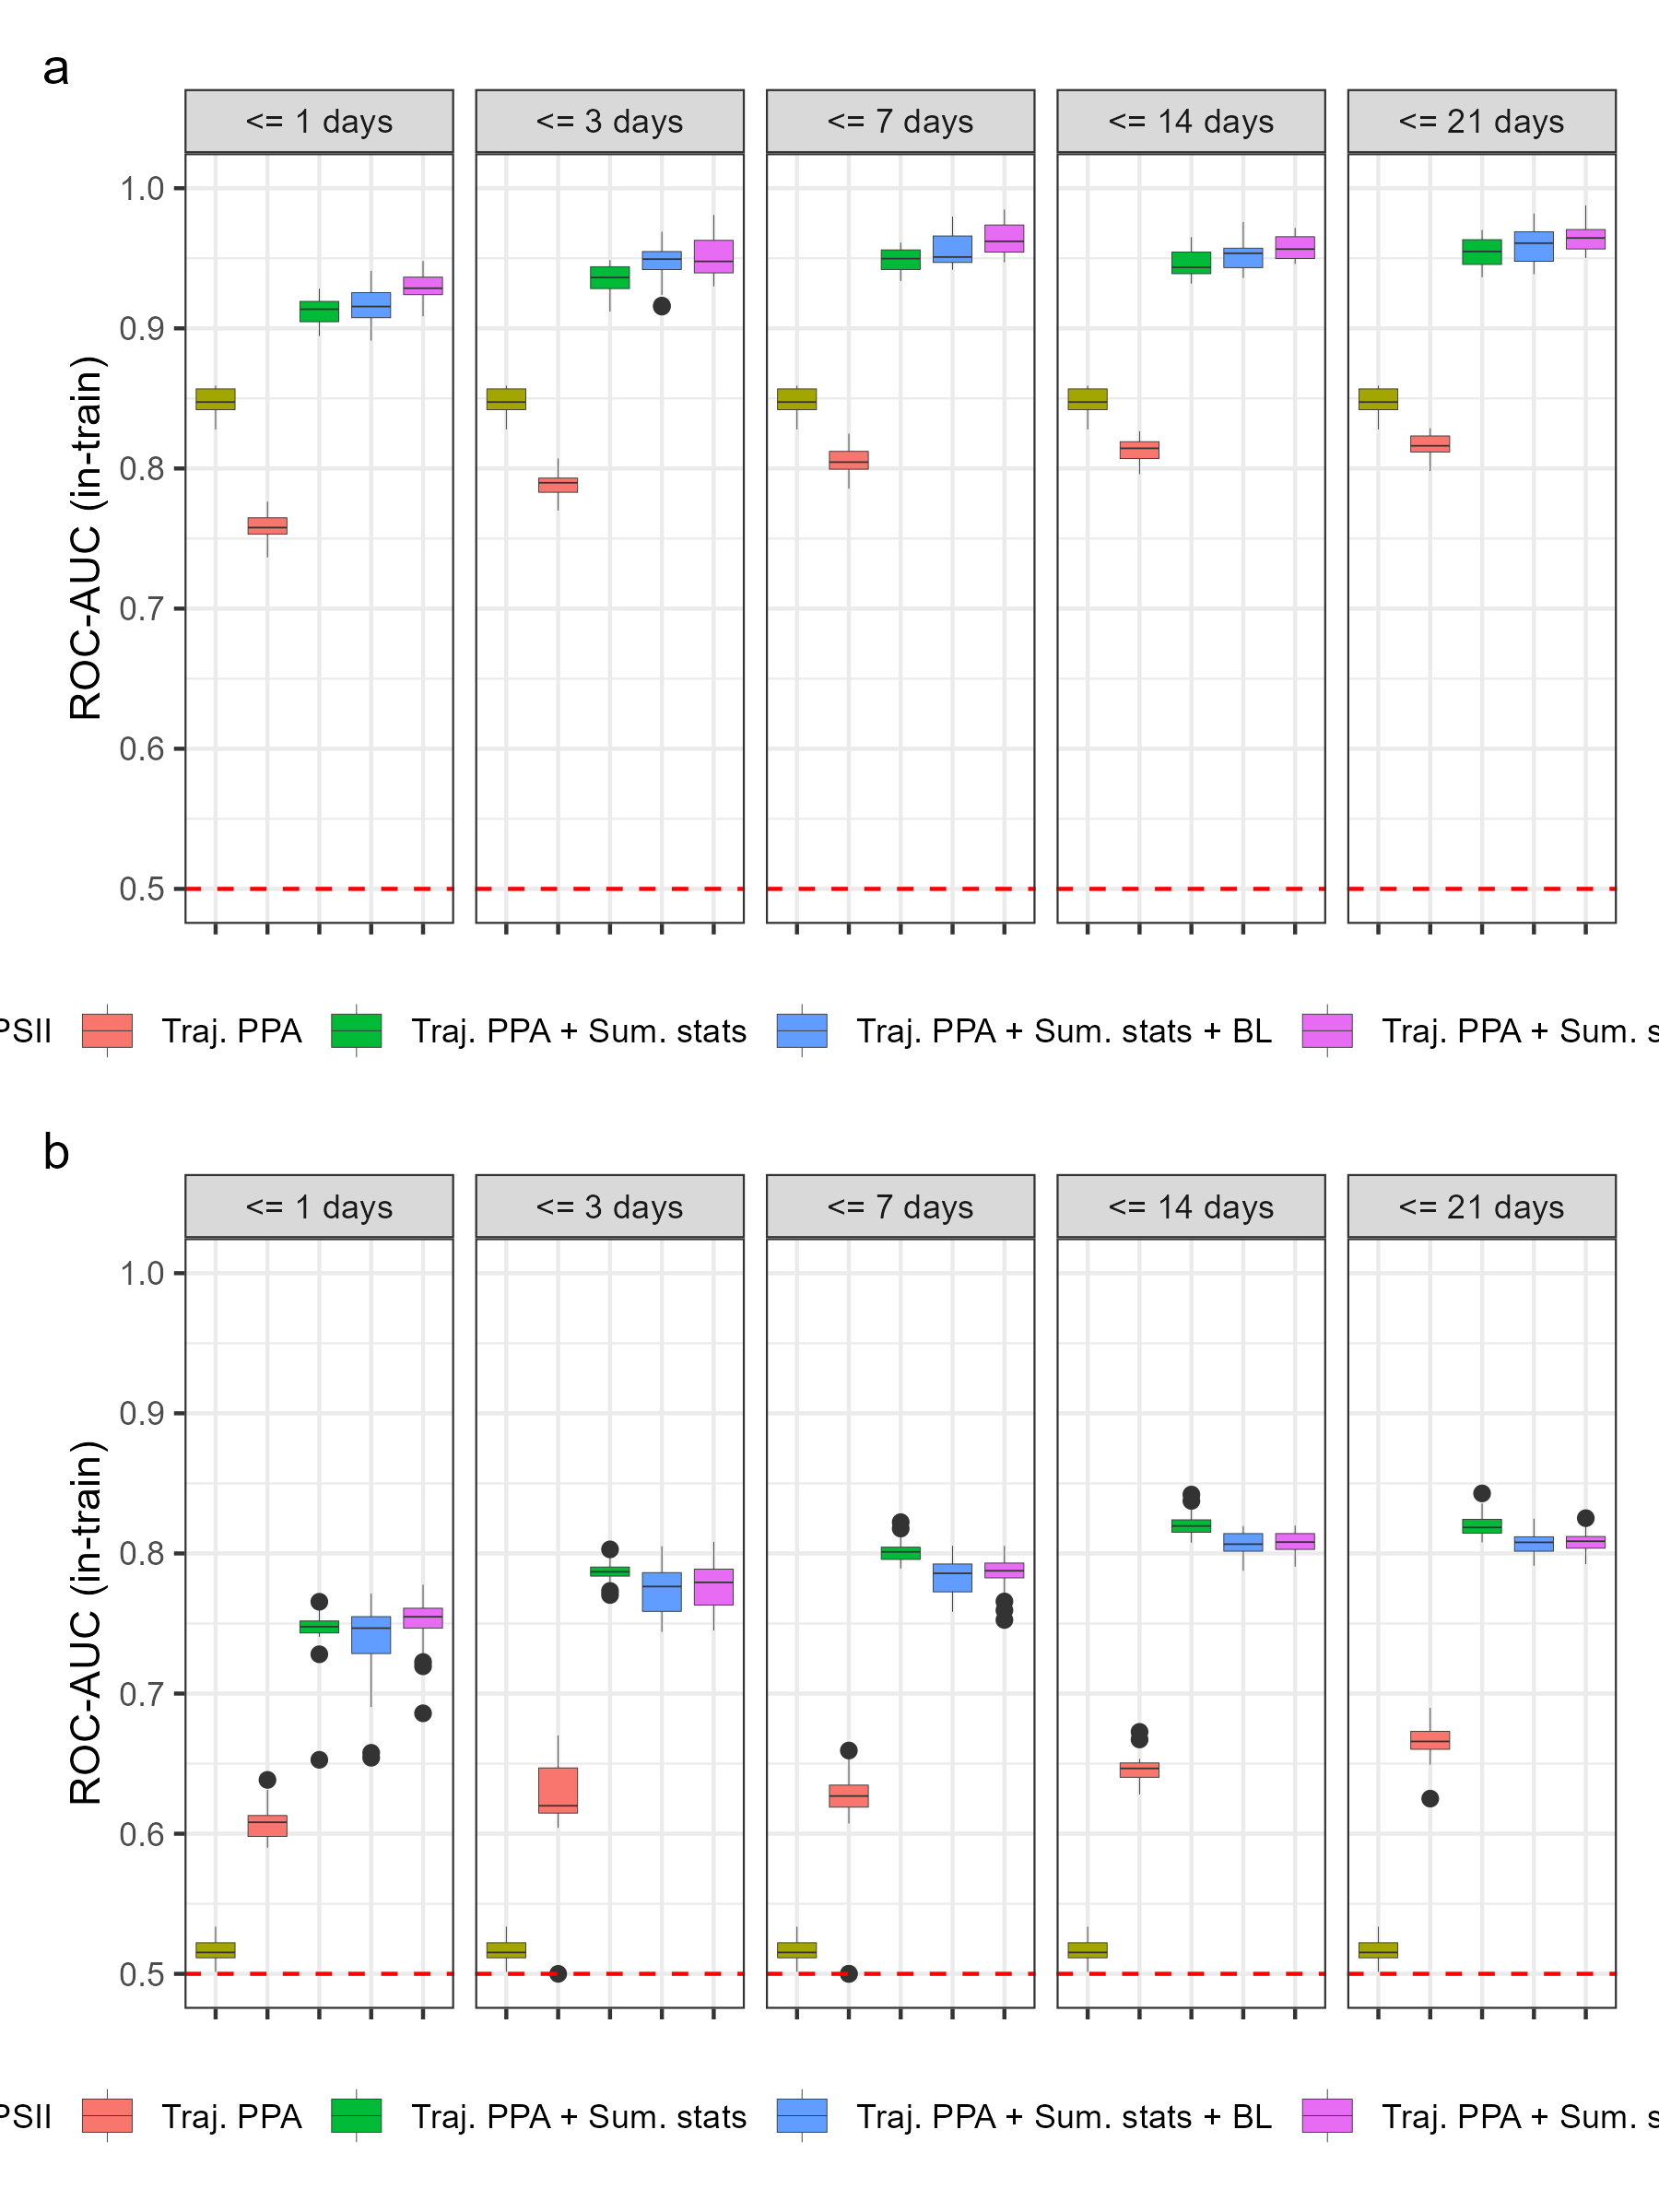 a
<= 1 days <= 3 days <= 7 days <= 14 days <= 21 days
1.0
0.9
0.8
0.7
0.6
0.5
ROC-AUC (in-train)
PSII Traj. PPA Traj. PPA + Sum. stats Traj. PPA + Sum. stats + BL Traj. PPA + Sum. s
b
<= 1 days <= 3 days <= 7 days <= 14 days <= 21 days
1.0
0.9
0.8
0.7
0.6
0.5
ROC-AUC (in-train)
PSII Traj. PPA Traj. PPA + Sum. stats Traj. PPA + Sum. stats + BL Traj. PPA + Sum. s